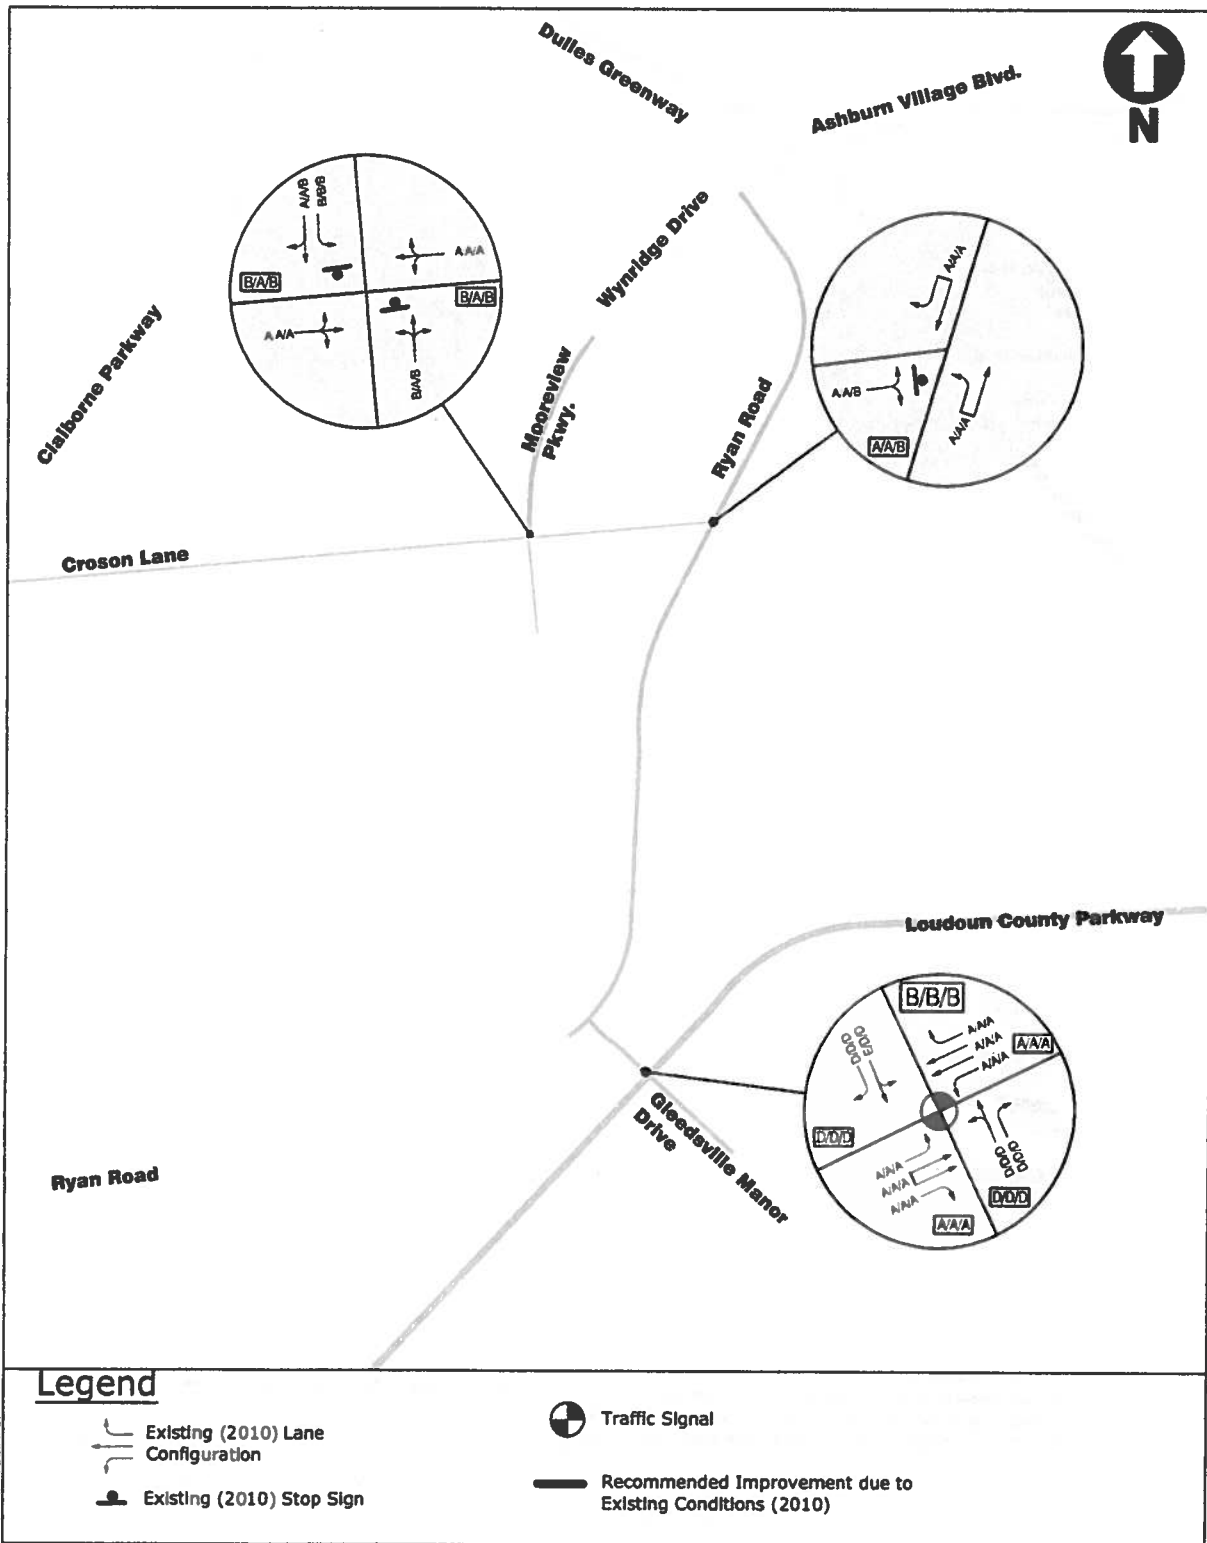 Dulles Greenway
Ashburn Village Blvd.
N
A/A/B
B/B/B
B/A/B
A A/A
B/A/B
A A/A
B/A/B
Claiborne Parkway
Wynridge Drive
Mooreview
Pkwy.
Ryan Road
A/A/A
A A/B
A/A/A
A/A/B
Croson Lane
Loudoun County Parkway
B/B/B
A/A/A
A/A/A
A/A/A
A/A/A
D/D/D
E/D/D
D/D/D
A/A/A
A/A/A
A/A/A
A/A/A
D/D/D
D/D/D
D/D/D
Gleedsville Manor
Drive
Ryan Road
Legend
Existing (2010) Lane
Configuration
Existing (2010) Stop Sign
Traffic Signal
Recommended Improvement due to
Existing Conditions (2010)